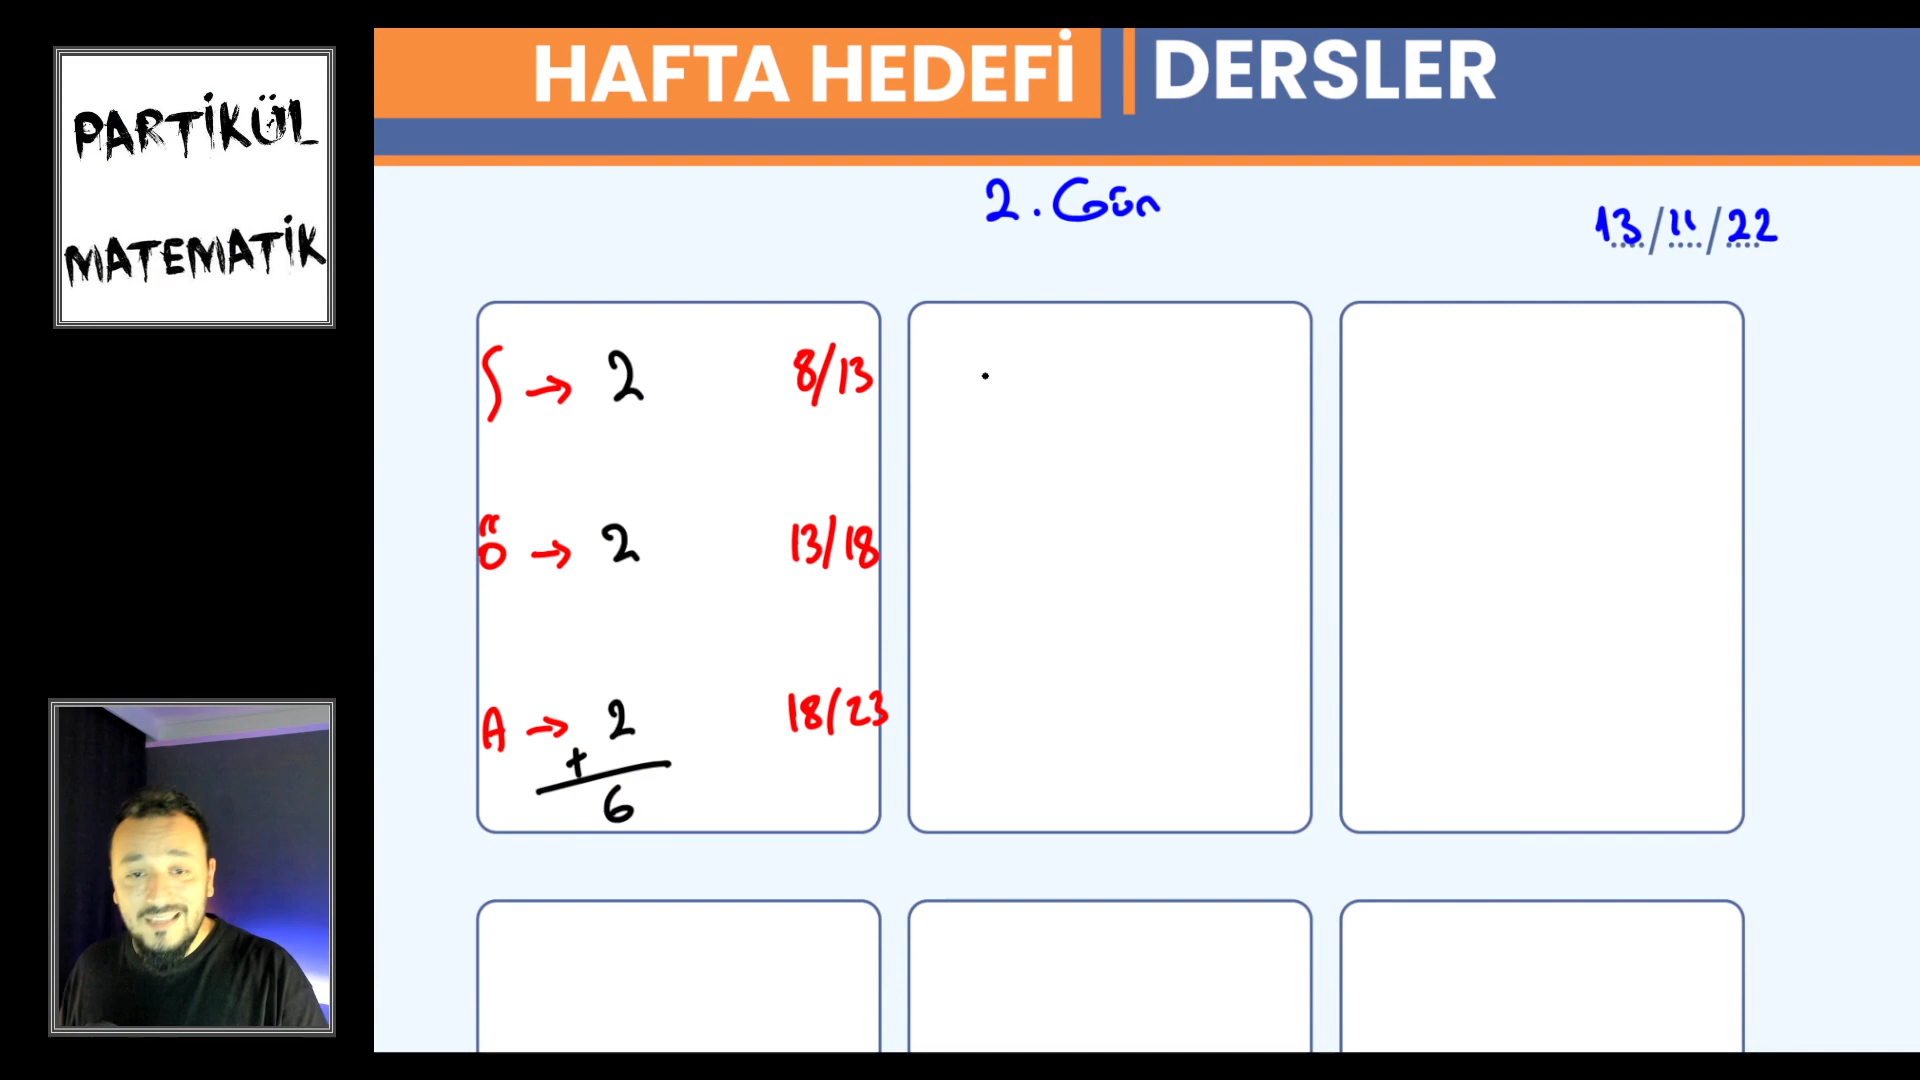 PARTİKÜL
MATEMATİK
HAFTA HEDEFİ | DERSLER
2. Gün
13/11/22
S → 2 8/13
Ö → 2 13/18
A → 2 18/23
+
6